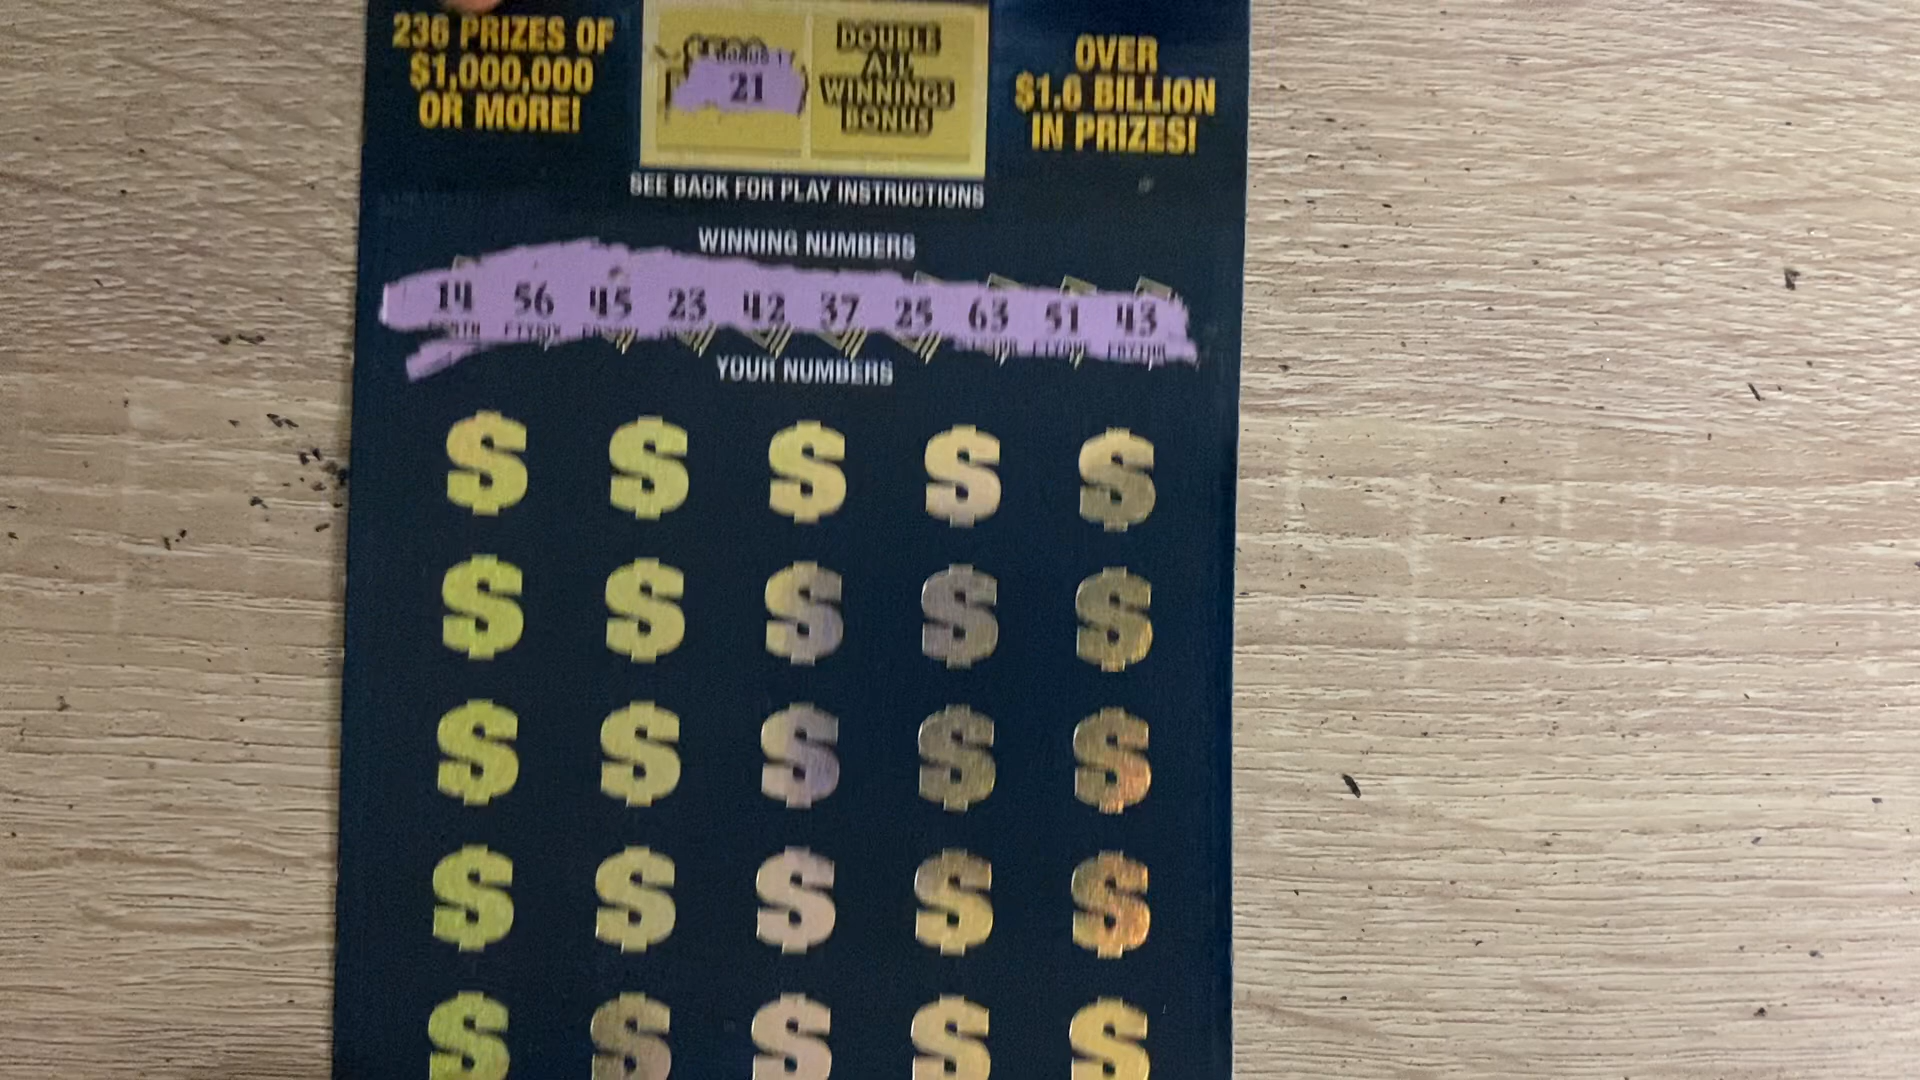 236 PRIZES OF
$1,000,000
OR MORE!
$500
BONUS
21
DOUBLE
ALL
WINNINGS
BONUS
OVER
$1.6 BILLION
IN PRIZES!
SEE BACK FOR PLAY INSTRUCTIONS
WINNING NUMBERS
14 56 45 23 42 37 25 63 51 43
YOUR NUMBERS
$ $ $ $ $
$ $ $ $ $
$ $ $ $ $
$ $ $ $ $
$ $ $ $ $